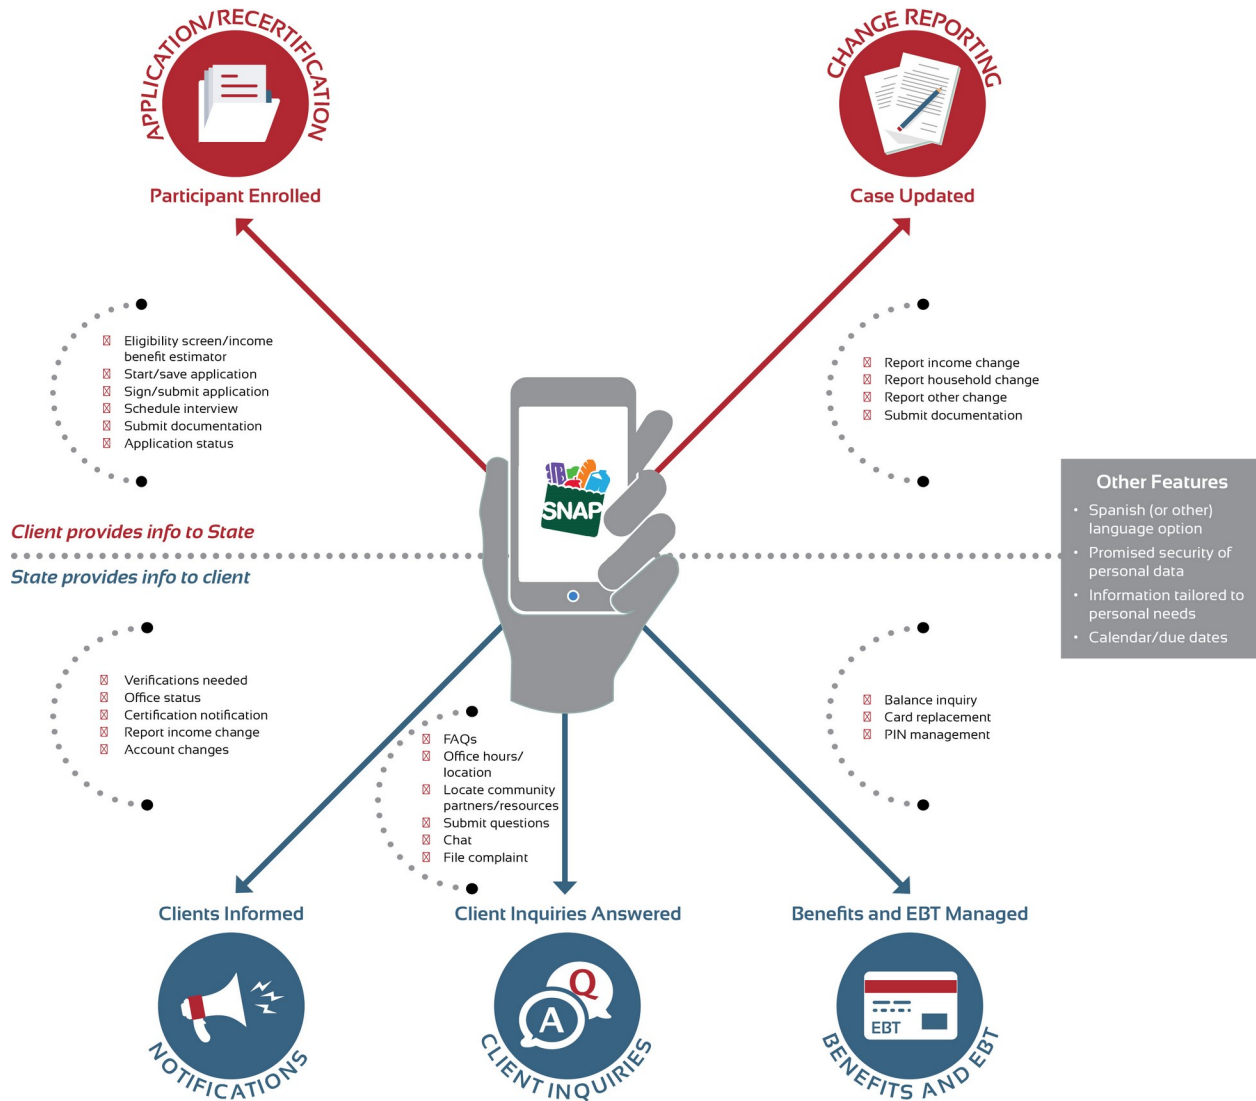 APPLICATION/RECERTIFICATION
Participant Enrolled
CHANGE REPORTING
Case Updated
Eligibility screen/income
benefit estimator
Start/save application
Sign/submit application
Schedule interview
Submit documentation
Application status
Report income change
Report household change
Report other change
Submit documentation
SNAP
Client provides info to State
State provides info to client
Other Features
• Spanish (or other)
language option
• Promised security of
personal data
• Information tailored to
personal needs
• Calendar/due dates
Verifications needed
Office status
Certification notification
Report income change
Account changes
FAQs
Office hours/
location
Locate community
partners/resources
Submit questions
Chat
File complaint
Balance inquiry
Card replacement
PIN management
Clients Informed
NOTIFICATIONS
Client Inquiries Answered
Q
A
CLIENT INQUIRIES
Benefits and EBT Managed
EBT
BENEFITS AND EBT